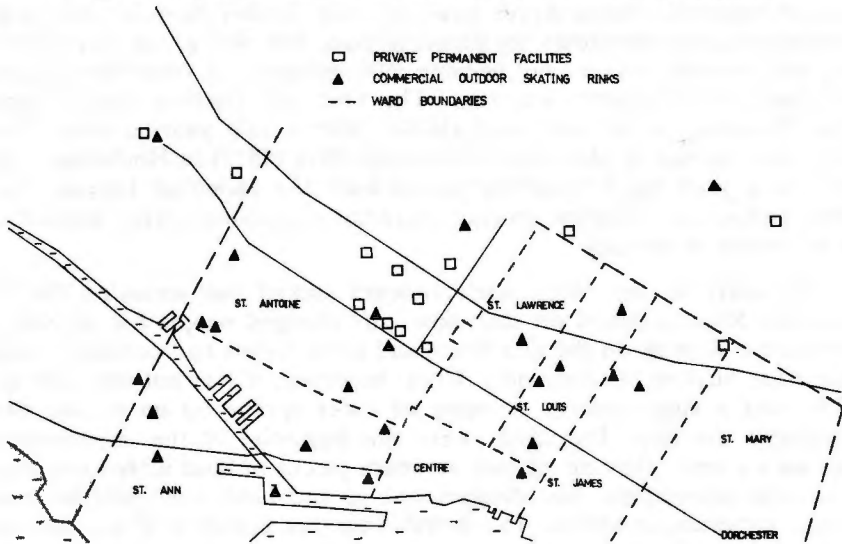 PRIVATE PERMANENT FACILITIES
COMMERCIAL OUTDOOR SKATING RINKS
WARD BOUNDARIES
ST. ANTOINE
ST. LAWRENCE
ST. LOUIS
ST. MARY
ST. ANN
CENTRE
ST. JAMES
DORCHESTER